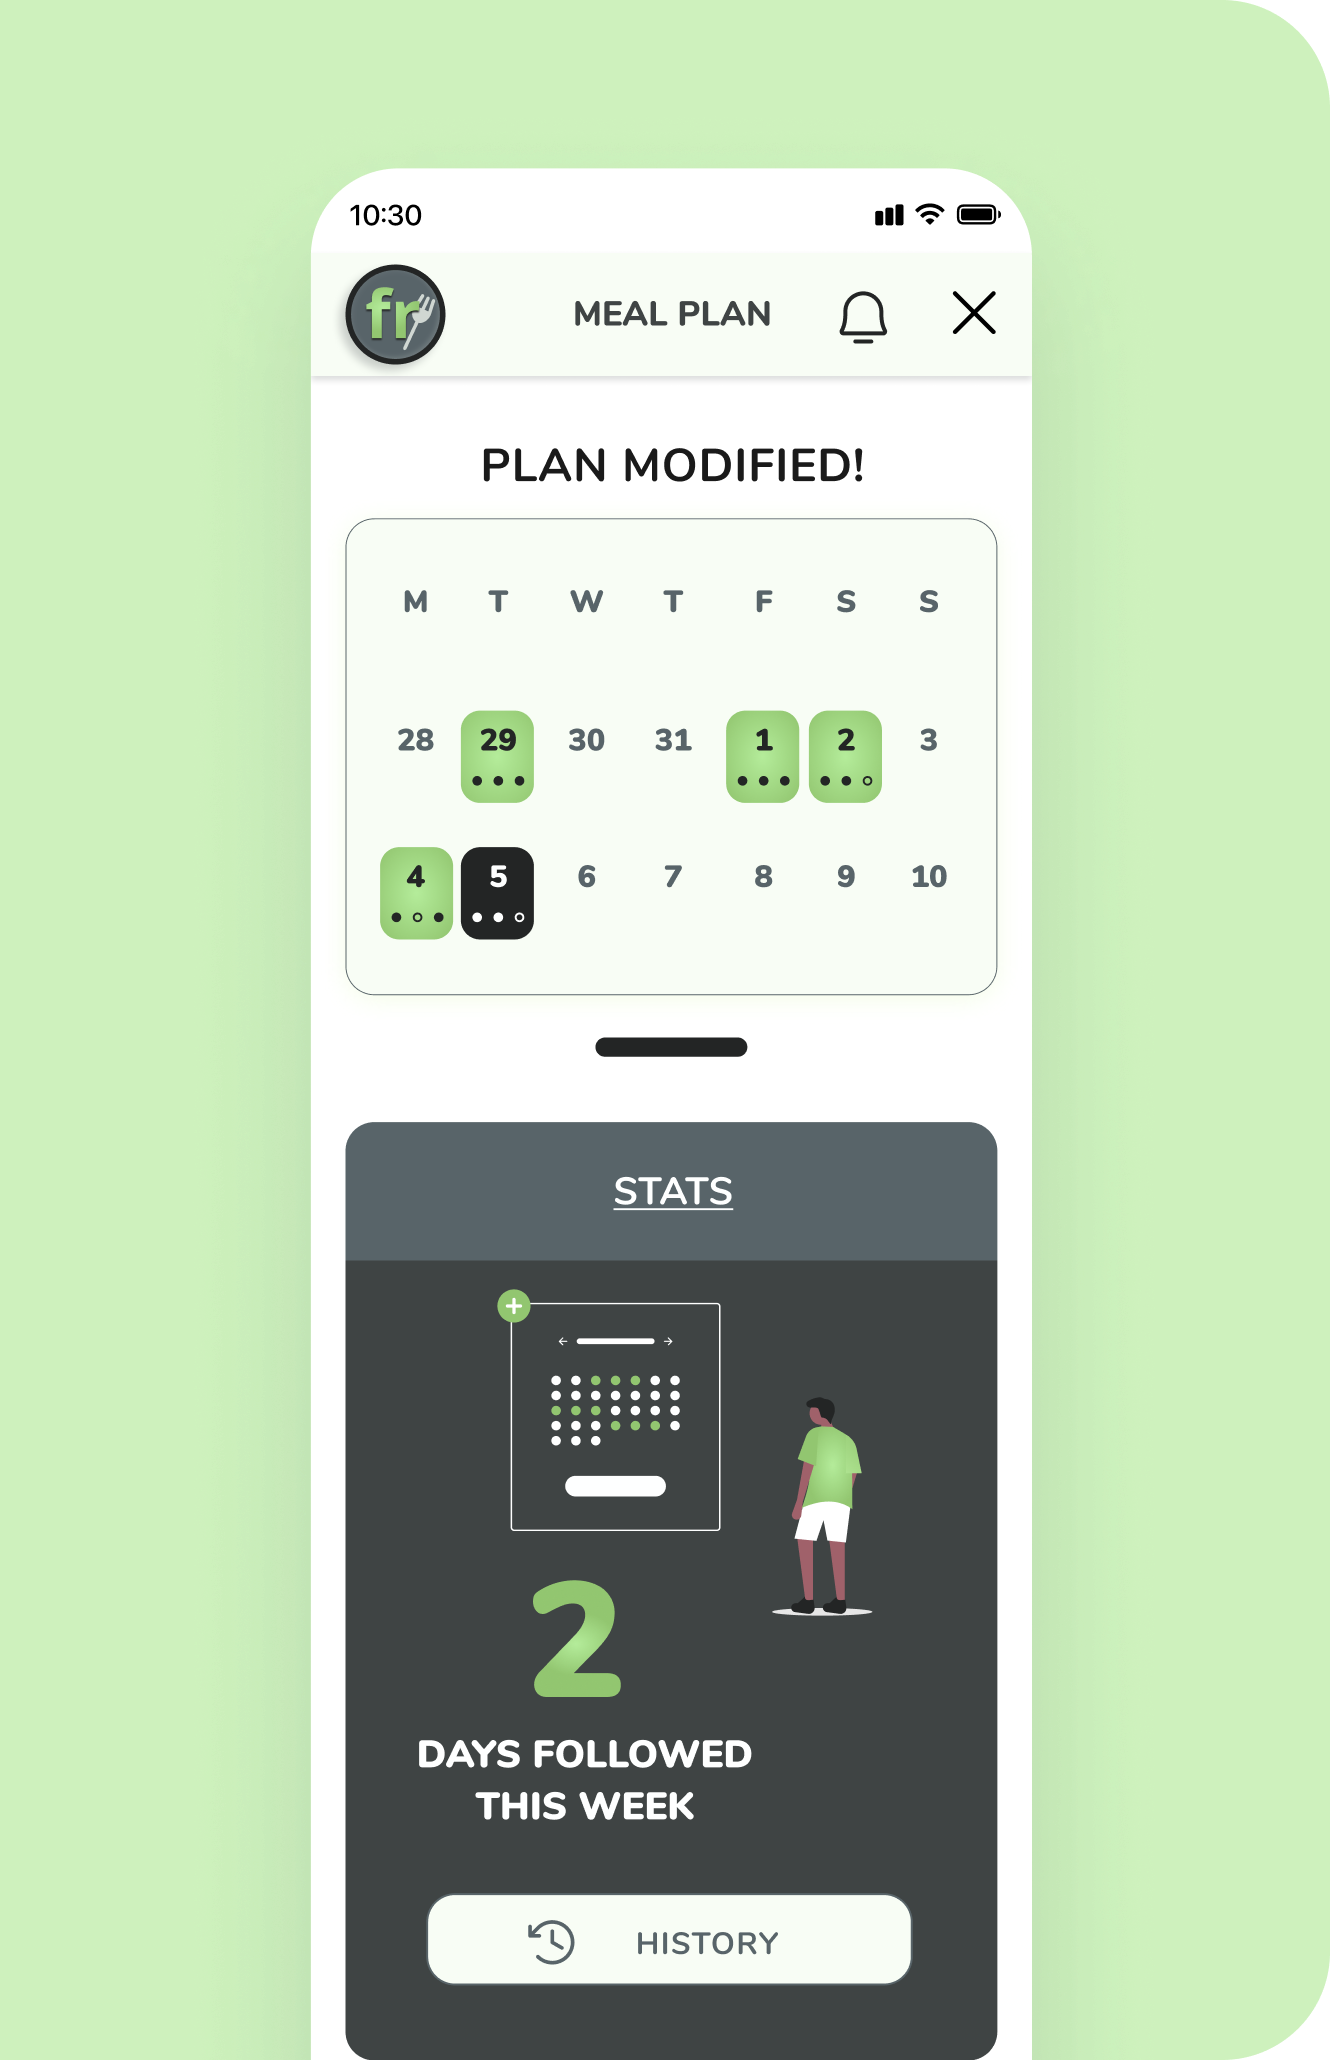 10:30
fr
MEAL PLAN
PLAN MODIFIED!
M T W T F S S
28 29 30 31 1 2 3
4 5 6 7 8 9 10
STATS
2
DAYS FOLLOWED
THIS WEEK
HISTORY